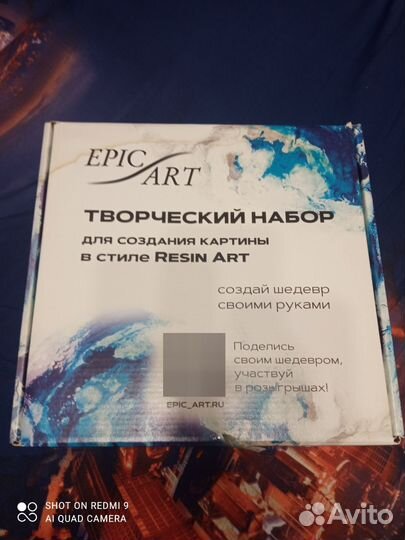 EPIC
ART
ТВОРЧЕСКИЙ НАБОР
ДЛЯ СОЗДАНИЯ КАРТИНЫ
В СТИЛЕ RESIN ART
создай шедевр
своими руками
Поделись
своим шедевром,
участвуй
в розыгрышах!
EPIC_ART.RU
SHOT ON REDMI 9
AI QUAD CAMERA
Avito